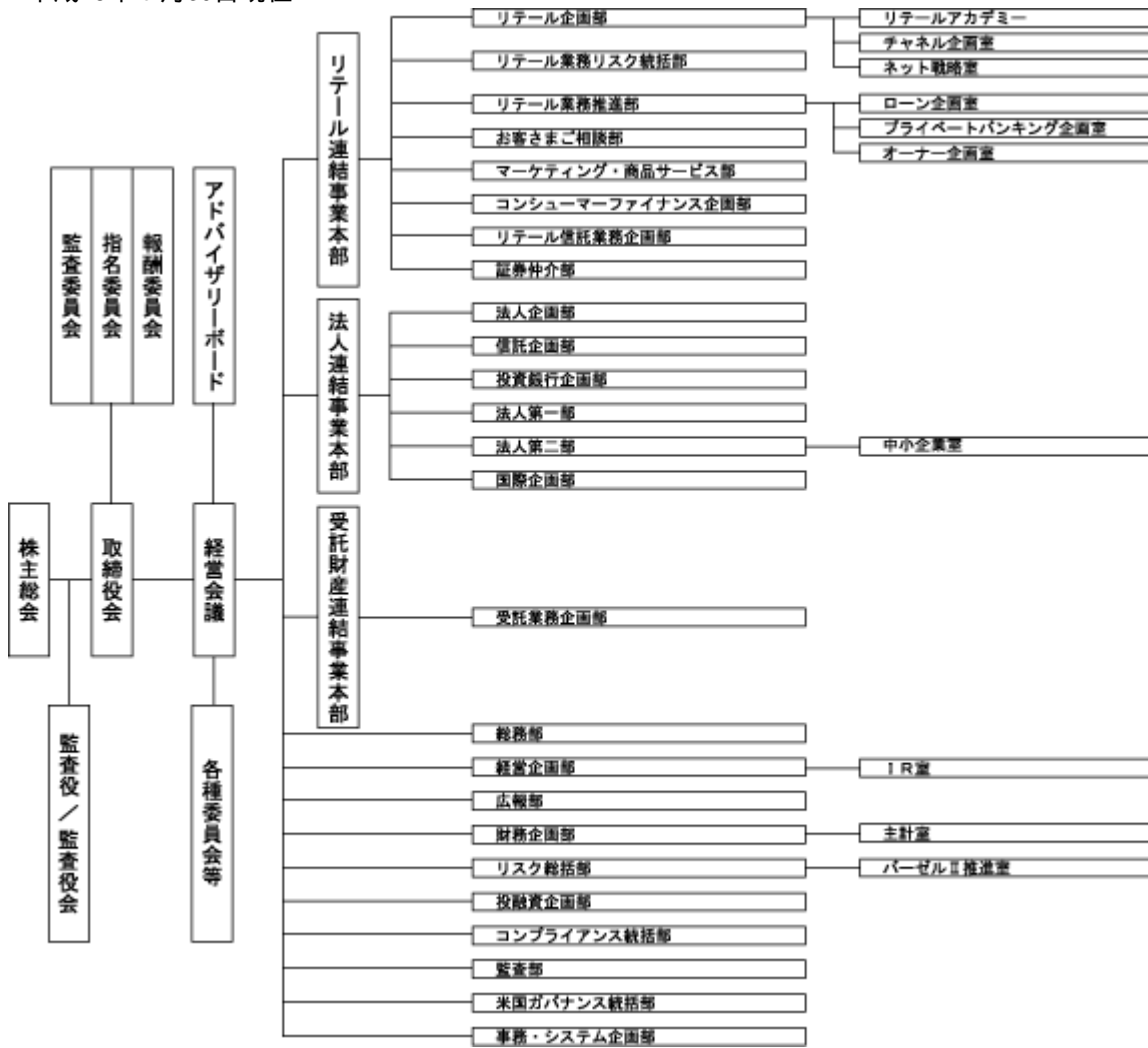 リテール企画部
リテールアカデミー
チャネル企画室
ネット戦略室
リテール業務リスク統括部
リテール業務推進部
ローン企画室
プライベートバンキング企画室
オーナー企画室
お客さまご相談部
マーケティング・商品サービス部
コンシューマーファイナンス企画部
リテール信託業務企画部
証券仲介部
リテール連結事業本部
法人企画部
信託企画部
投資銀行企画部
法人第一部
法人第二部
中小企業室
国際企画部
法人連結事業本部
受託業務企画部
受託財産連結事業本部
監査委員会
指名委員会
報酬委員会
アドバイザリーボード
株主総会
取締役会
経営会議
監査役/監査役会
各種委員会等
総務部
経営企画部
IR室
広報部
財務企画部
主計室
リスク総括部
バーゼルⅡ推進室
投融資企画部
コンプライアンス統括部
監査部
米国ガバナンス統括部
事務・システム企画部